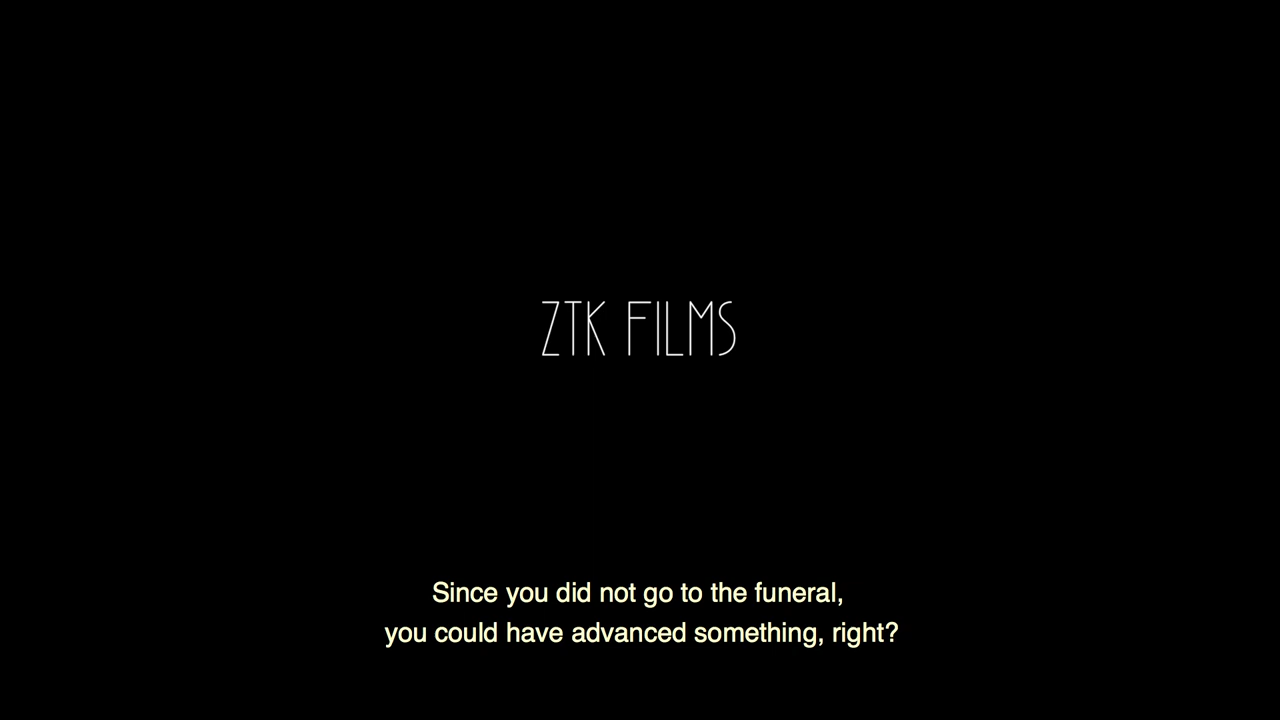 ZTK FILMS
Since you did not go to the funeral,
you could have advanced something, right?